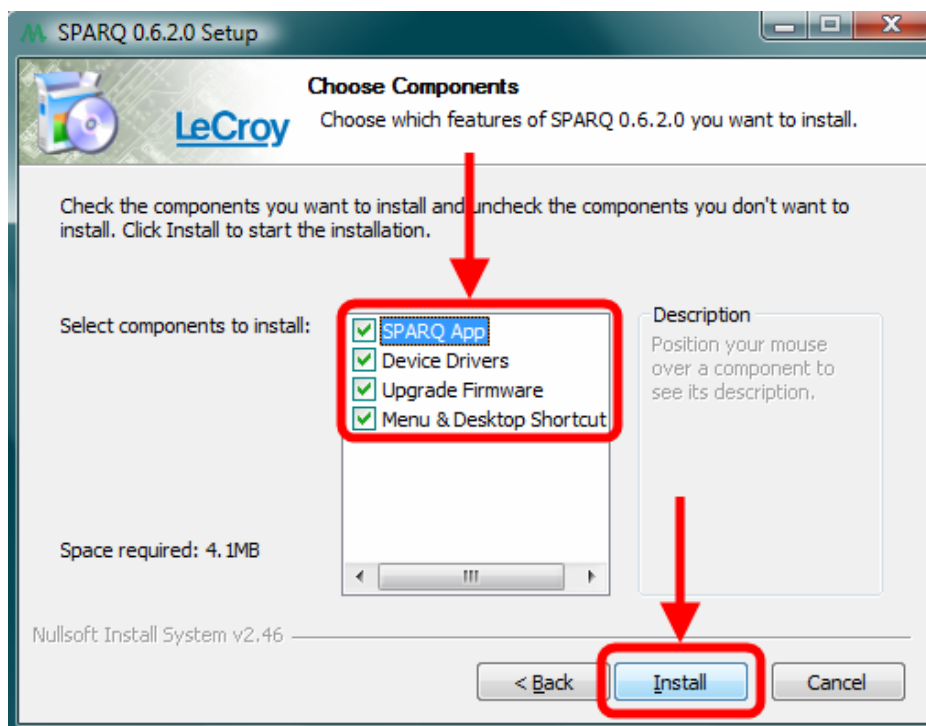 SPARQ 0.6.2.0 Setup
Choose Components
Choose which features of SPARQ 0.6.2.0 you want to install.
LeCroy
Check the components you want to install and uncheck the components you don't want to
install. Click Install to start the installation.
Select components to install:
SPARQ App
Device Drivers
Upgrade Firmware
Menu & Desktop Shortcut
Description
Position your mouse
over a component to
see its description.
Space required: 4.1MB
Nullsoft Install System v2.46
< Back
Install
Cancel